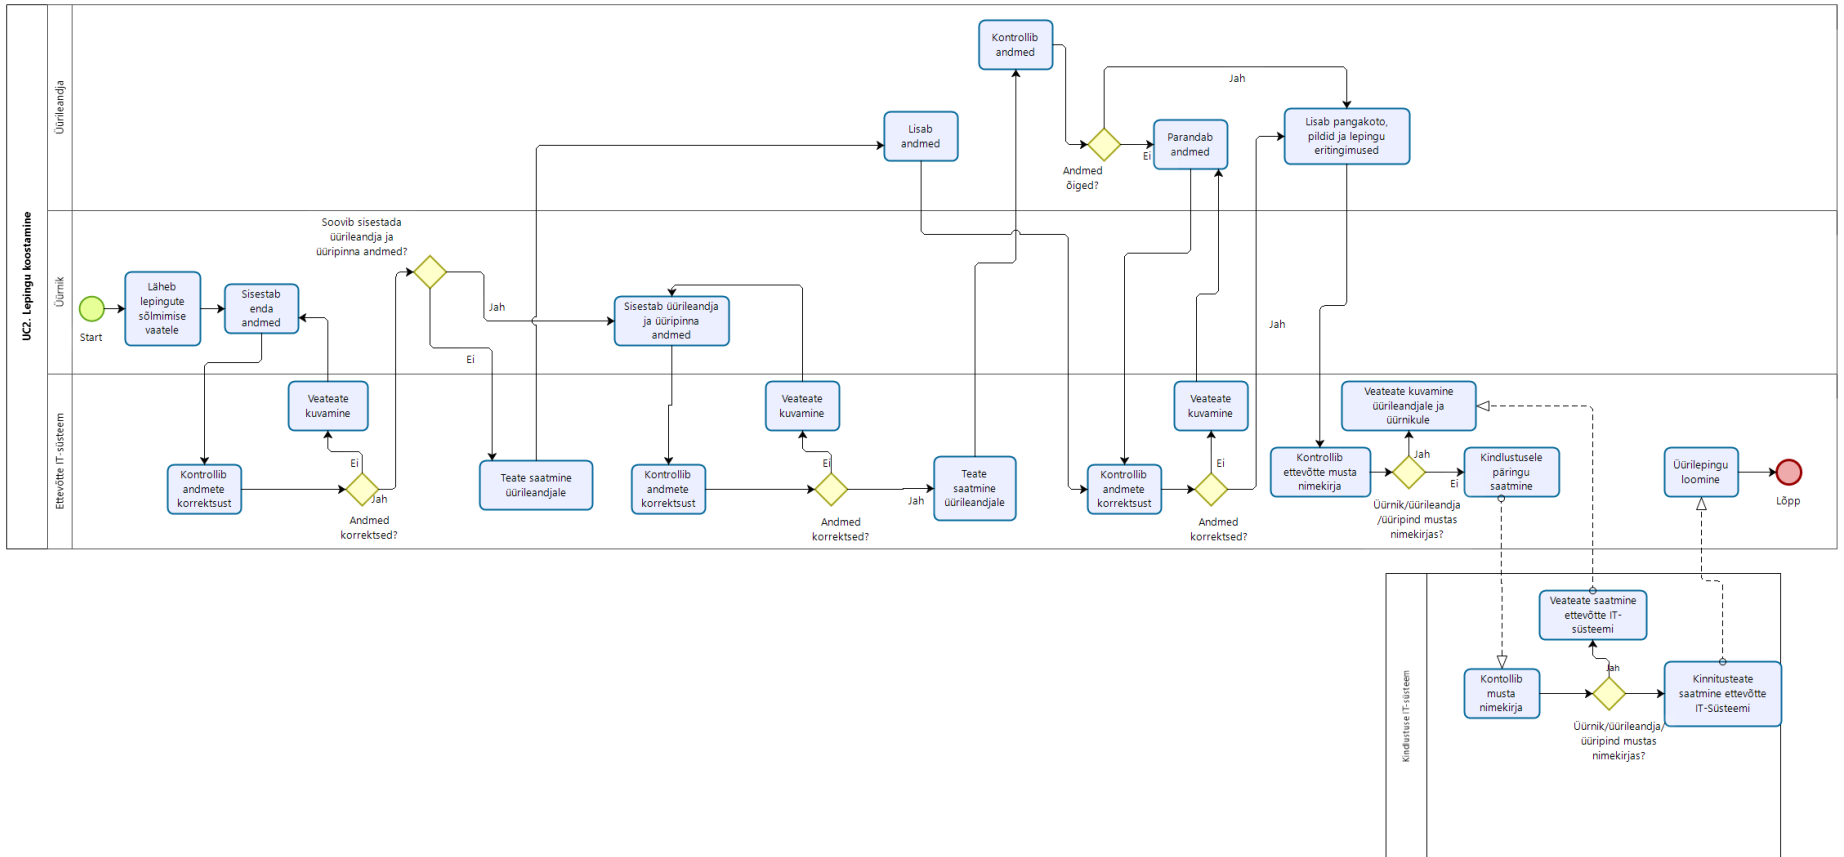 UC2. Lepingu koostamine
Üürileandja
Kontrollib
andmed
Jah
Lisab
andmed
Andmed
õiged?
Ei
Parandab
andmed
Lisab pangakoto,
pildid ja lepingu
eritingimused
Üürnik
Start
Läheb
lepingute
sõlmimise
vaatele
Sisestab
enda
andmed
Soovib sisestada
üürileandja ja
üüripinna andmed?
Jah
Ei
Sisestab üürileandja
ja üüripinna
andmed
Jah
Ettevõtte IT-süsteem
Kontrollib
andmete
korrektsust
Veateate
kuvamine
Ei
Jah
Andmed
korrektsed?
Teate saatmine
üürileandjale
Kontrollib
andmete
korrektsust
Veateate
kuvamine
Ei
Jah
Andmed
korrektsed?
Teate
saatmine
üürileandjale
Kontrollib
andmete
korrektsust
Veateate
kuvamine
Ei
Andmed
korrektsed?
Kontrollib
ettevõtte musta
nimekirja
Veateate kuvamine
üürileandjale ja
üürnikule
Jah
Ei
Üürnik/üürileandja
/üüripind mustas
nimekirjas?
Kindlustusele
päringu
saatmine
Üürilepingu
loomine
Lõpp
Kindlustuse IT-süsteem
Kontollib
musta
nimekirja
Veateate saatmine
ettevõtte IT-
süsteemi
Jah
Üürnik/üürileandja/
üüripind mustas
nimekirjas?
Kinnitusteate
saatmine ettevõtte
IT-Süsteemi